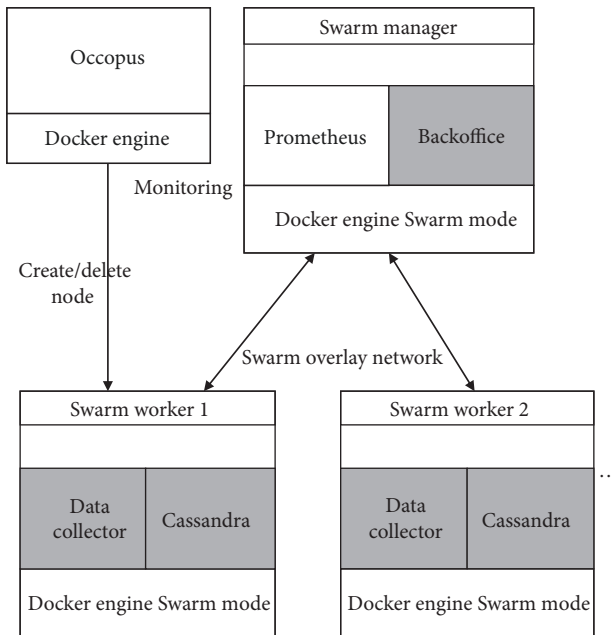 Occopus
Docker engine
Swarm manager
Prometheus
Backoffice
Docker engine Swarm mode
Monitoring
Create/delete
node
Swarm overlay network
Swarm worker 1
Data
collector
Cassandra
Docker engine Swarm mode
Swarm worker 2
Data
collector
Cassandra
Docker engine Swarm mode
...